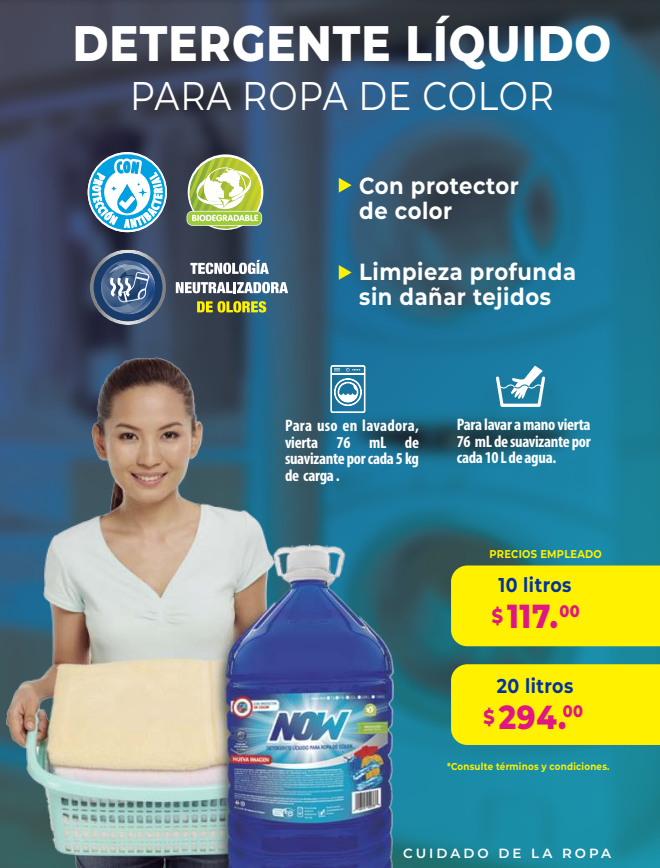 DETERGENTE LÍQUIDO
PARA ROPA DE COLOR
CON
PROTECCIÓN ANTIBACTERIAL
BIODEGRADABLE
Con protector
de color
TECNOLOGÍA
NEUTRALIZADORA
DE OLORES
Limpieza profunda
sin dañar tejidos
Para uso en lavadora,
vierta 76 mL de
suavizante por cada 5 kg
de carga .
Para lavar a mano vierta
76 mL de suavizante por
cada 10 L de agua.
PRECIOS EMPLEADO
10 litros
$117.00
20 litros
$294.00
*Consulte términos y condiciones.
CON PROTECTOR
DE COLOR
NOW
DETERGENTE LÍQUIDO PARA ROPA DE COLOR
NUEVA IMAGEN
CUIDADO DE LA ROPA